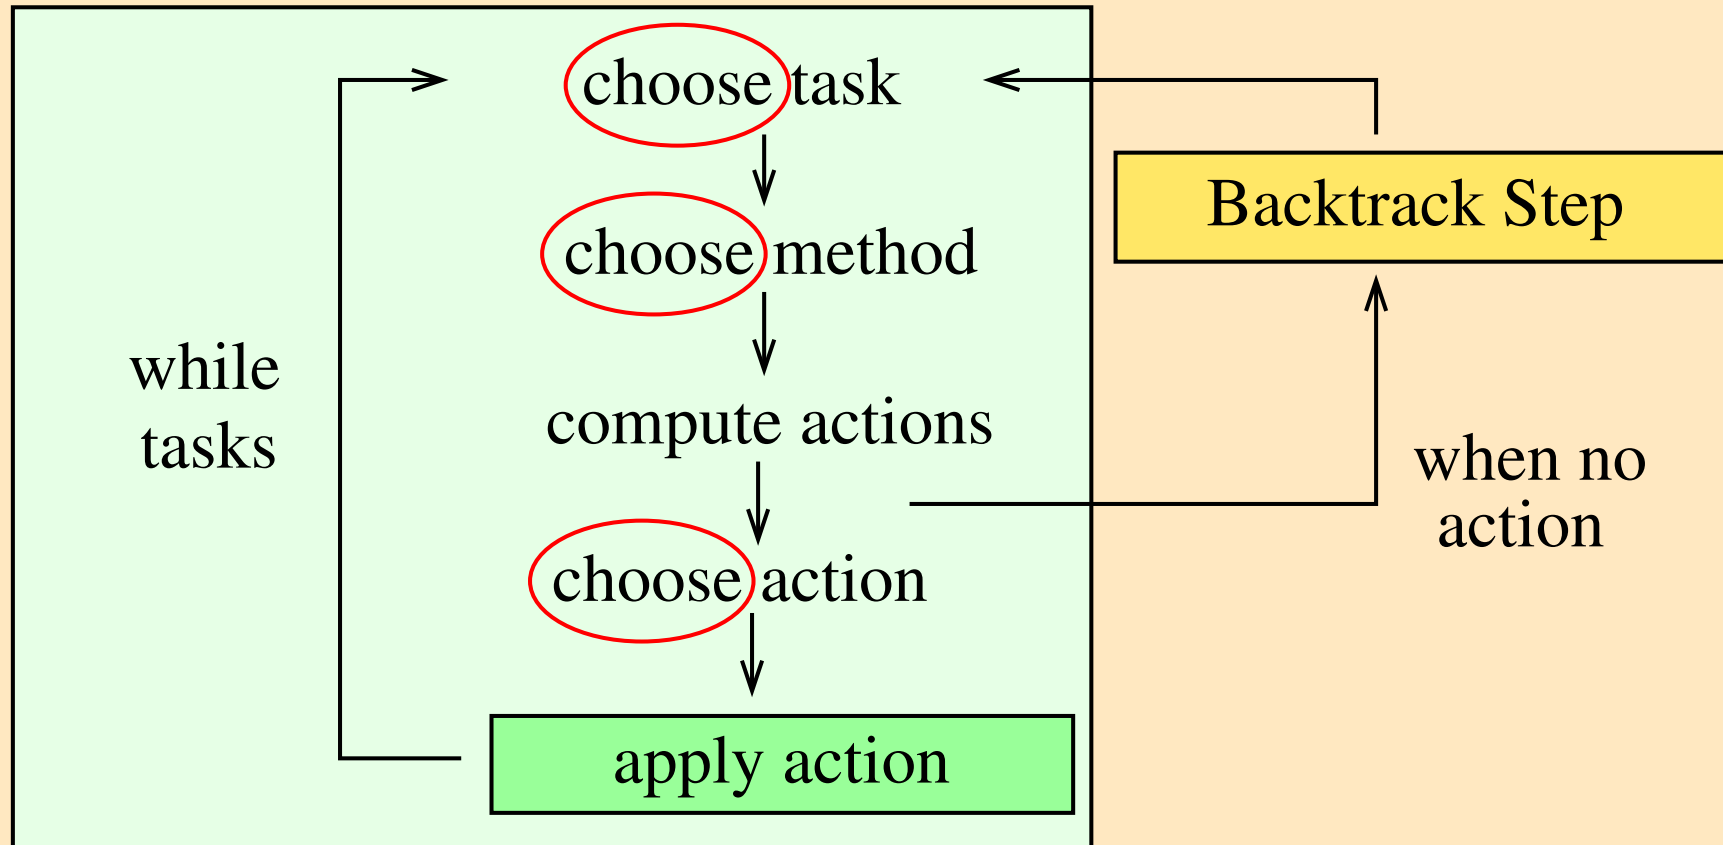 choose task
Backtrack Step
choose method
while
tasks
compute actions
when no
action
choose action
apply action